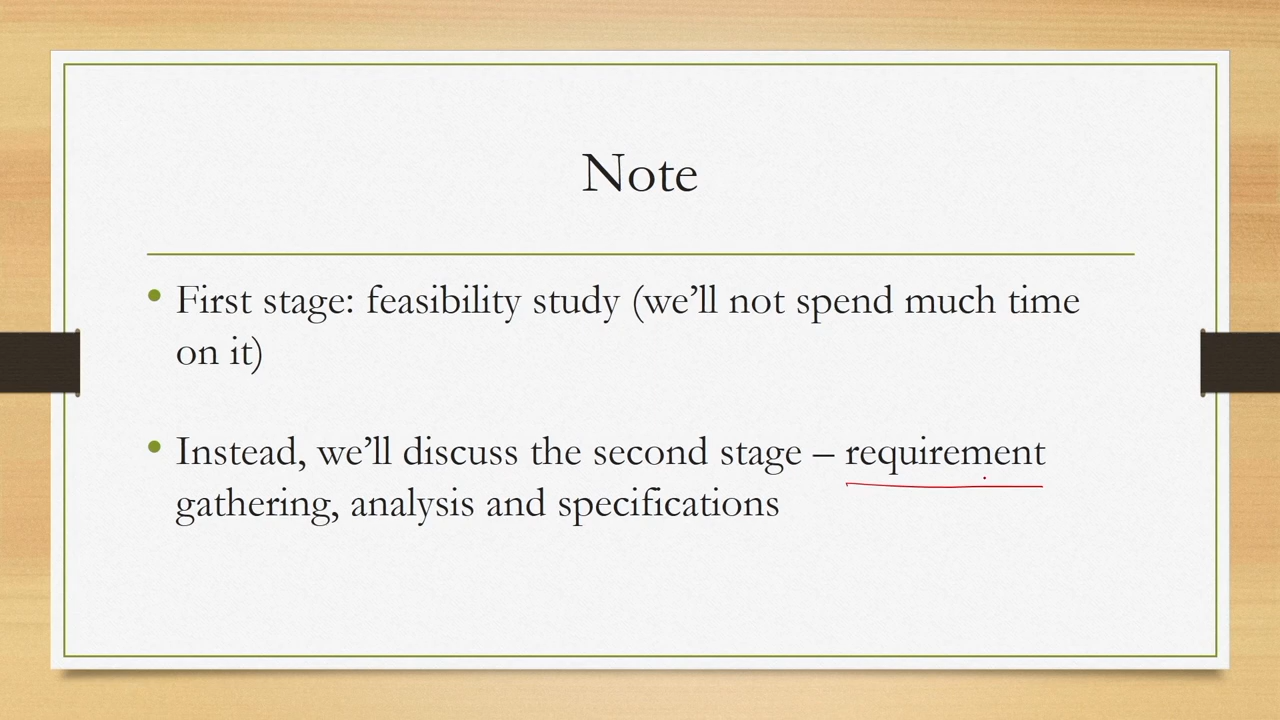 Note
• First stage: feasibility study (we’ll not spend much time
on it)
• Instead, we’ll discuss the second stage – requirement
gathering, analysis and specifications